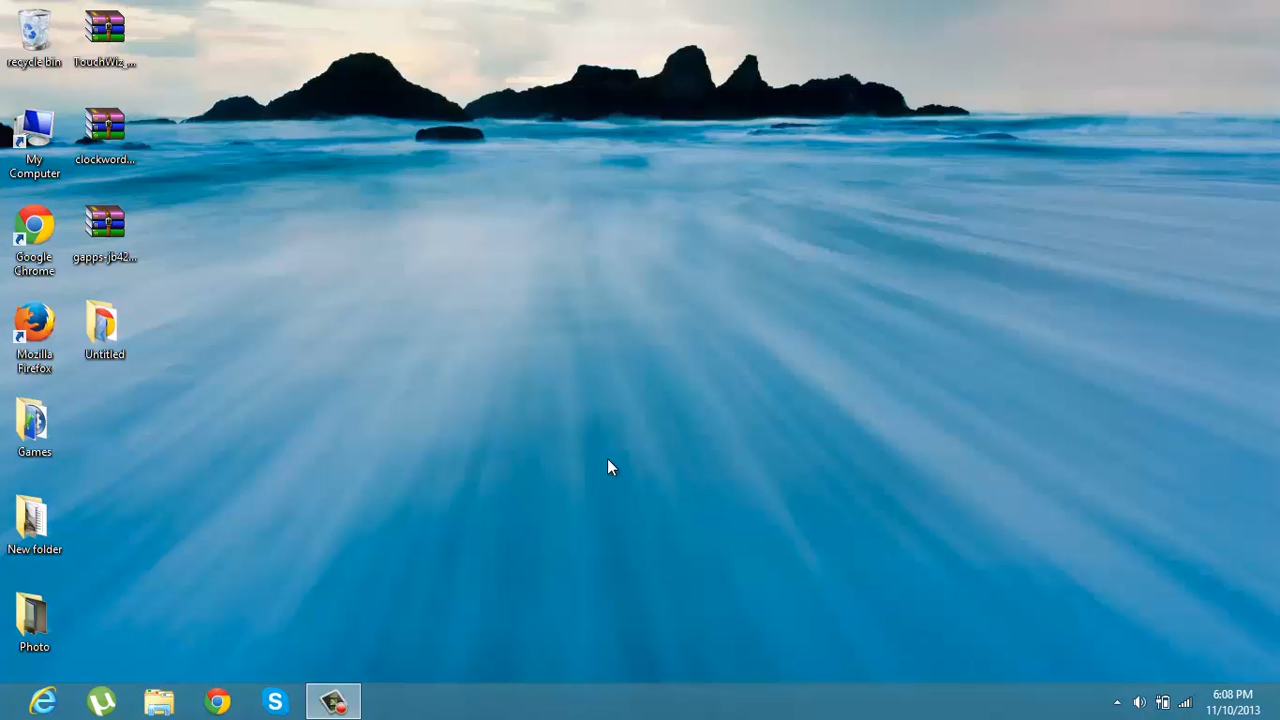 recycle bin
TouchWiz_...
My
Computer
clockword...
Google
Chrome
gapps-jb42...
Mozilla
Firefox
Untitled
Games
New folder
Photo
6:08 PM
11/10/2013